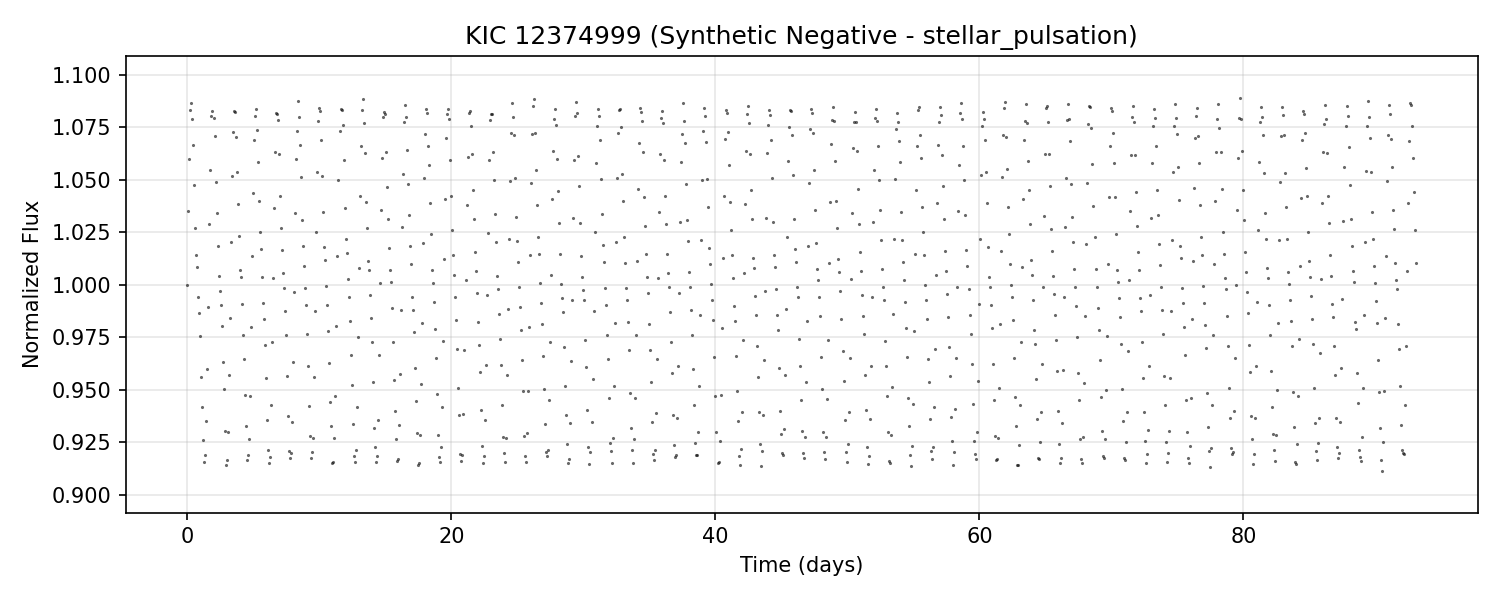 KIC 12374999 (Synthetic Negative - stellar_pulsation)
1.100
1.075
1.050
1.025
1.000
0.975
0.950
0.925
0.900
Normalized Flux
0 20 40 60 80
Time (days)